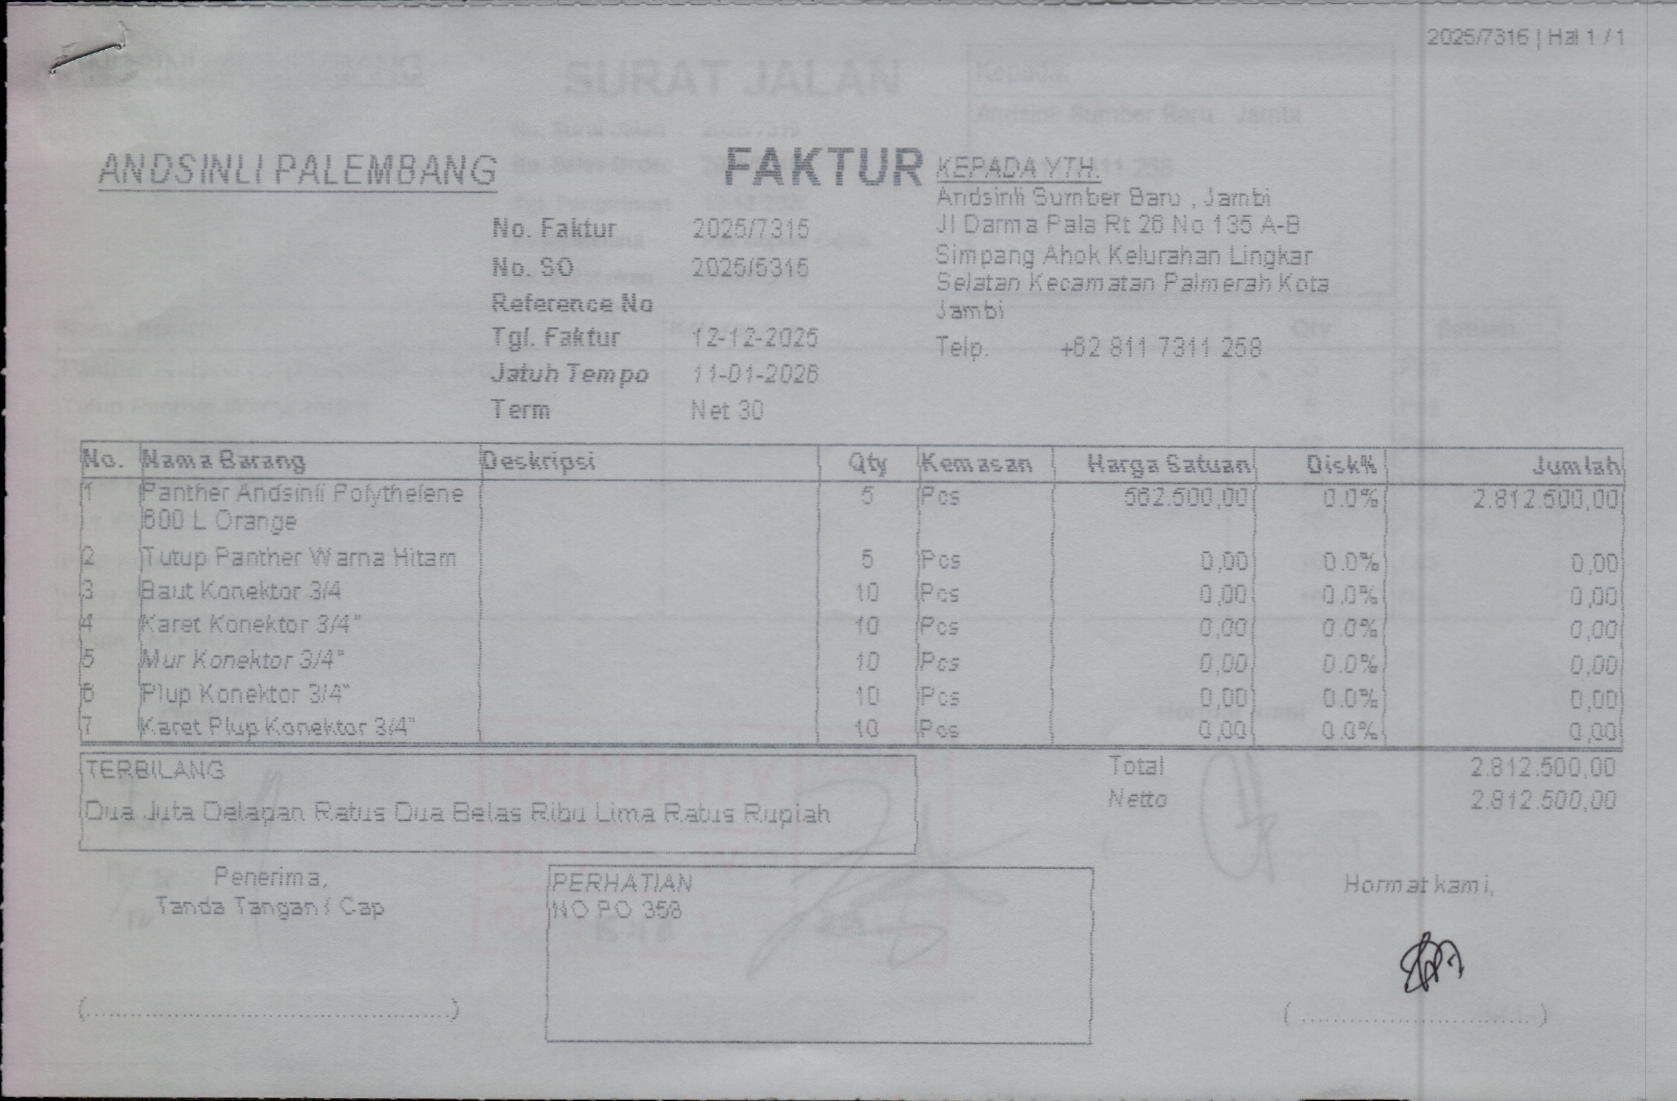 2025/7316 | Hal 1 / 1
SURAT JALAN
ANDSINLI PALEMBANG
FAKTUR
KEPADA YTH.
Andsinli Sumber Baru , Jambi
Jl Darma Pala Rt 26 No 135 A-B
Simpang Ahok Kelurahan Lingkar
Selatan Kecamatan Palmerah Kota
Jambi
Telp. +62 811 7311 258
No. Faktur 2025/7315
No. SO 2025/5315
Reference No
Tgl. Faktur 12-12-2025
Jatuh Tempo 11-01-2026
Term Net 30
No. Nama Barang Deskripsi Qty Kemasan Harga Satuan Disk% Jumlah
1 Panther Andsinli Polythelene 5 Pcs 562.500,00 0.0% 2.812.500,00
600 L Orange
2 Tutup Panther Warna Hitam 5 Pcs 0,00 0.0% 0,00
3 Baut Konektor 3/4 10 Pcs 0,00 0.0% 0,00
4 Karet Konektor 3/4" 10 Pcs 0,00 0.0% 0,00
5 Mur Konektor 3/4" 10 Pcs 0,00 0.0% 0,00
6 Plup Konektor 3/4" 10 Pcs 0,00 0.0% 0,00
7 Karet Plup Konektor 3/4" 10 Pcs 0,00 0.0% 0,00
TERBILANG
Dua Juta Delapan Ratus Dua Belas Ribu Lima Ratus Rupiah
Total 2.812.500,00
Netto 2.812.500,00
Penerima,
Tanda Tangan / Cap
PERHATIAN
NO PO 358
Hormat kami,
(................................................)
( ............................... )